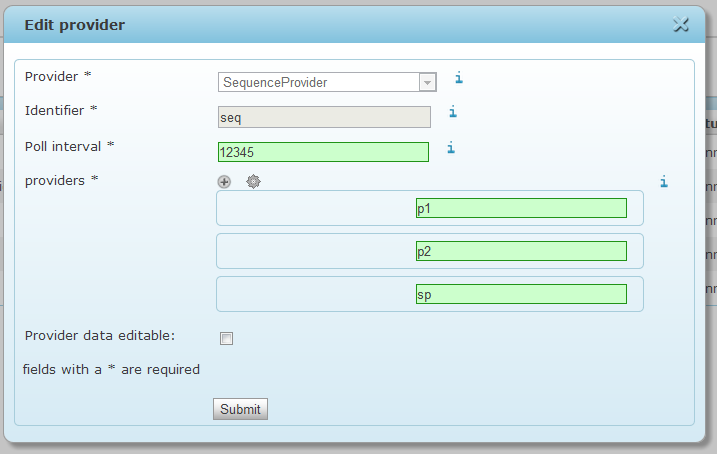 Edit provider
Provider *
SequenceProvider
Identifier *
seq
Poll interval *
12345
providers *
p1
p2
sp
Provider data editable:
fields with a * are required
Submit